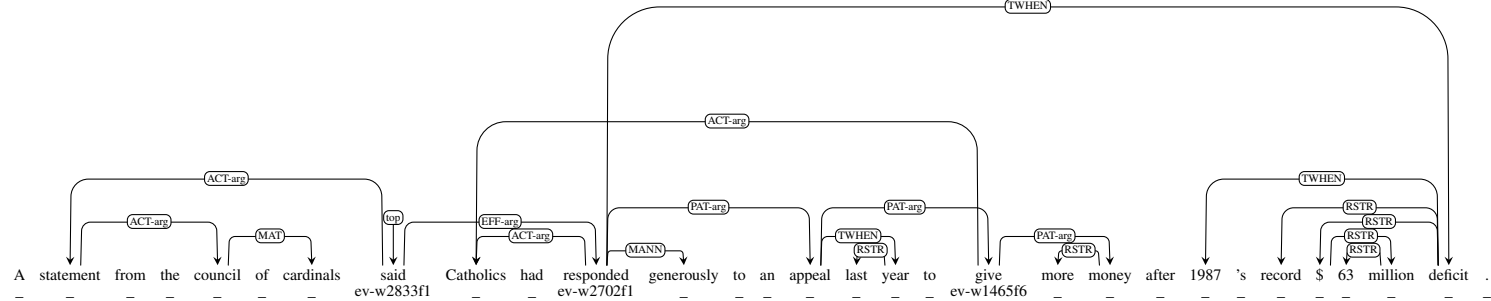 TWHEN
ACT-arg
ACT-arg TWHEN
top PAT-arg PAT-arg RSTR
ACT-arg EFF-arg RSTR
MAT ACT-arg TWHEN PAT-arg RSTR
MANN RSTR RSTR RSTR
A statement from the council of cardinals said Catholics had responded generously to an appeal last year to give more money after 1987 's record $ 63 million deficit .
_ _ _ _ _ _ _ ev-w2833f1 _ _ ev-w2702f1 _ _ _ _ _ _ _ ev-w1465f6 _ _ _ _ _ _ _ _ _ _ _